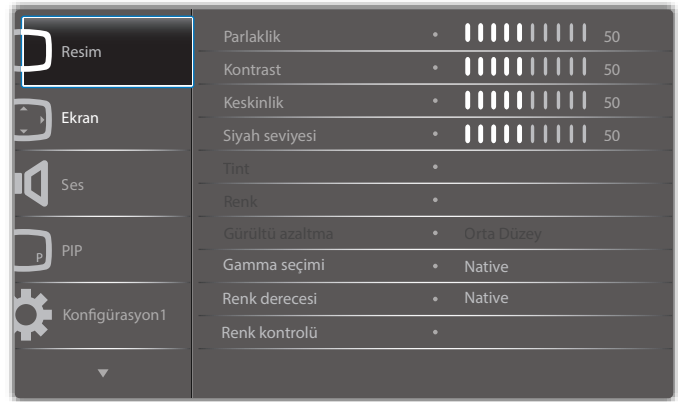 Resim
Ekran
Ses
P
PIP
Konfigürasyon1
Parlaklik • 50
Kontrast • 50
Keskinlik • 50
Siyah seviyesi • 50
Tint •
Renk •
Gürültü azaltma • Orta Düzey
Gamma seçimi • Native
Renk derecesi • Native
Renk kontrolü •